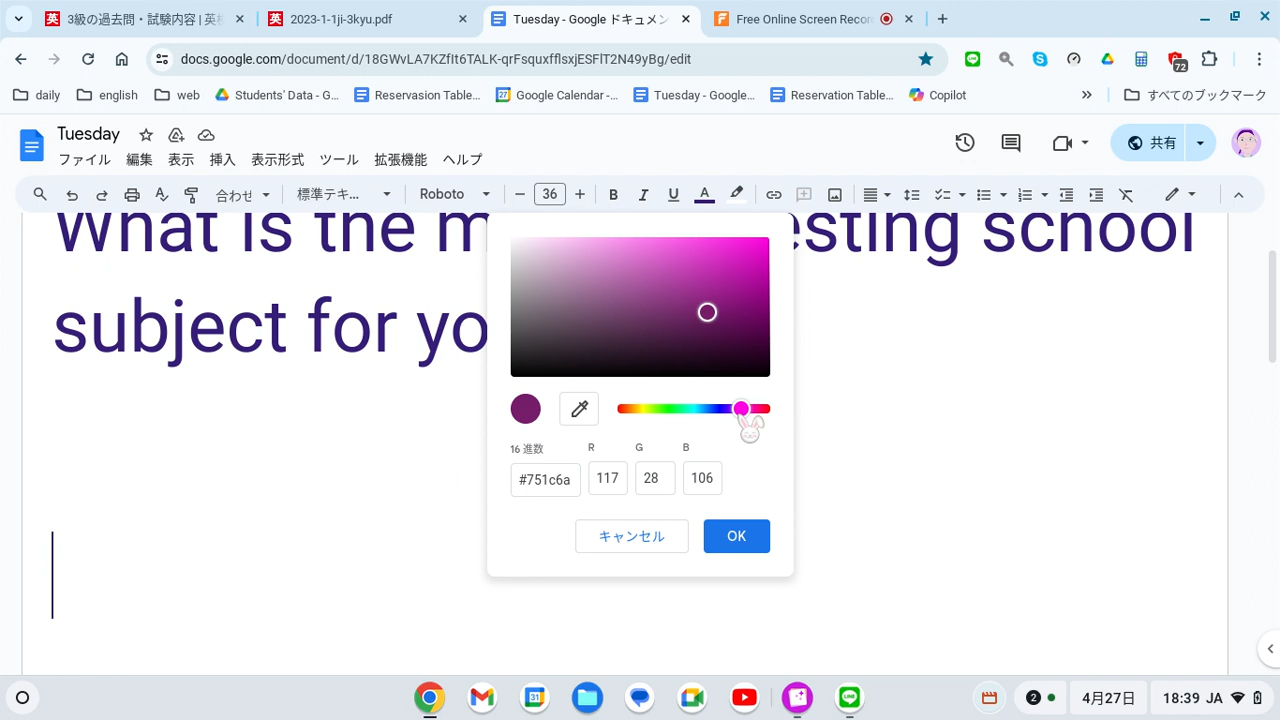 3級の過去問・試験内容 | 英検
2023-1-1ji-3kyu.pdf
Tuesday - Google ドキュメン
Free Online Screen Record
docs.google.com/document/d/18GWvLA7KZfIt6TALK-qrFsquxfflsxjESFlT2N49yBg/edit
72
daily
english
web
Students' Data - G...
Reservasion Table...
Google Calendar -...
Tuesday - Google...
Reservation Table...
Copilot
すべてのブックマーク
Tuesday
共有
ファイル
編集
表示
挿入
表示形式
ツール
拡張機能
ヘルプ
合わせ
標準テキ...
Roboto
36
B
I
U
A
What is the m
esting school
subject for yo
16 進数
R
G
B
#751c6a
117
28
106
キャンセル
OK
31
2
4月27日
18:39
JA